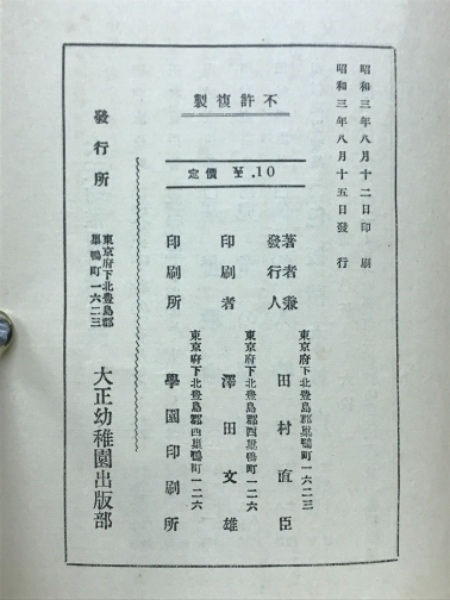 昭和三年八月十二日印刷
昭和三年八月十五日發行
不許複製
定價 至.10
著者兼
發行人
東京府下北豊島郡巣鴨町一六二三
田村直臣
印刷者
東京府下北豊島郡西巣鴨町一二六
澤田文雄
印刷所
東京府下北豊島郡西巣鴨町一二六
學園印刷所
發行所
東京府下北豊島郡
巣鴨町一六二三
大正幼稚園出版部